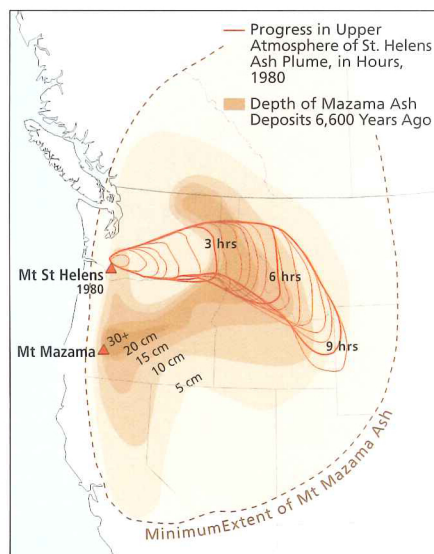 Progress in Upper
Atmosphere of St. Helens
Ash Plume, in Hours,
1980
Depth of Mazama Ash
Deposits 6,600 Years Ago
3 hrs
Mt St Helens
1980
6 hrs
30+
20 cm
Mt Mazama
15 cm
9 hrs
10 cm
5 cm
MinimumExtent of Mt Mazama Ash